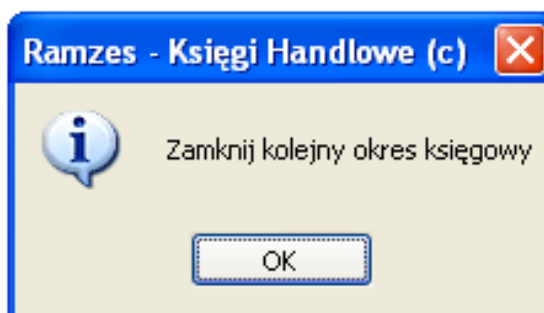 Ramzes - Księgi Handlowe (c)
Zamknij kolejny okres księgowy
OK